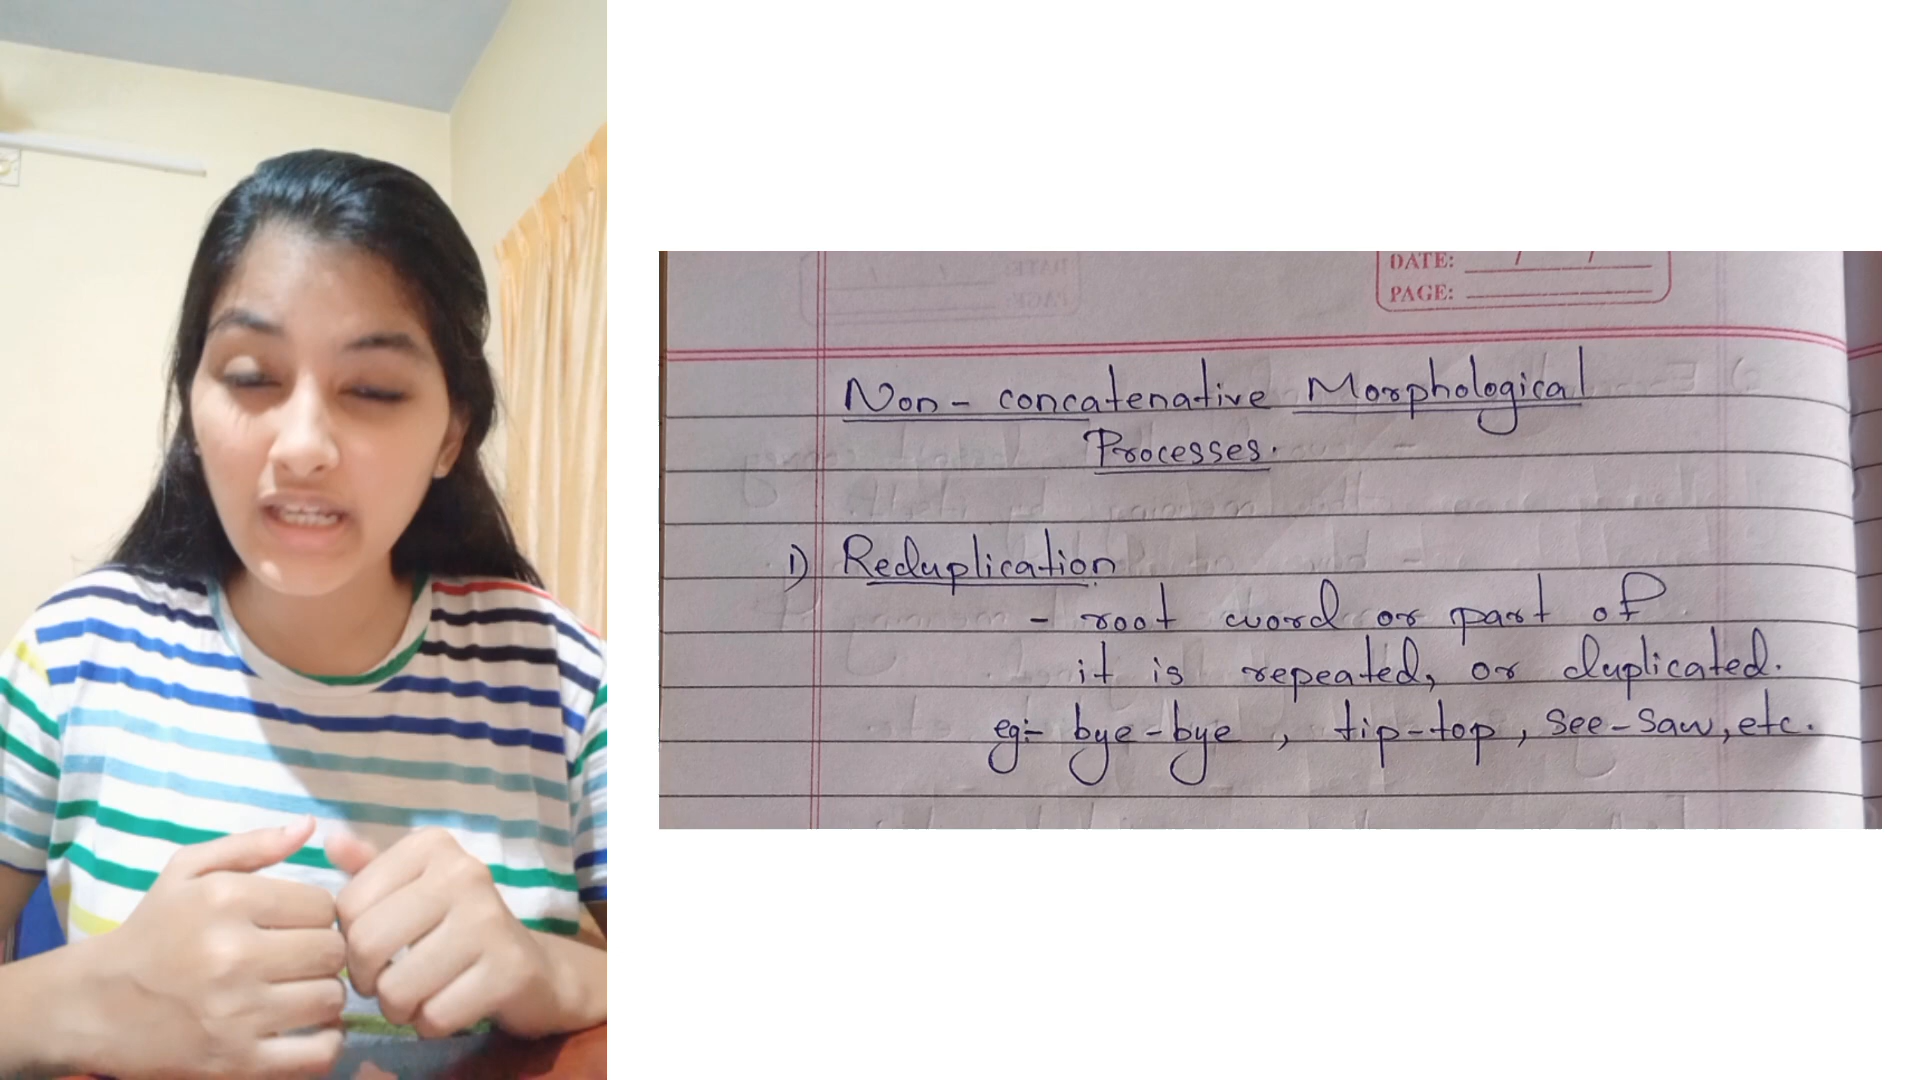 DATE: / /
PAGE:
Non - concatenative Morphological
Processes.
1) Reduplication
- root word or part of
it is repeated, or duplicated.
eg:- bye-bye, tip-top, see-saw, etc.